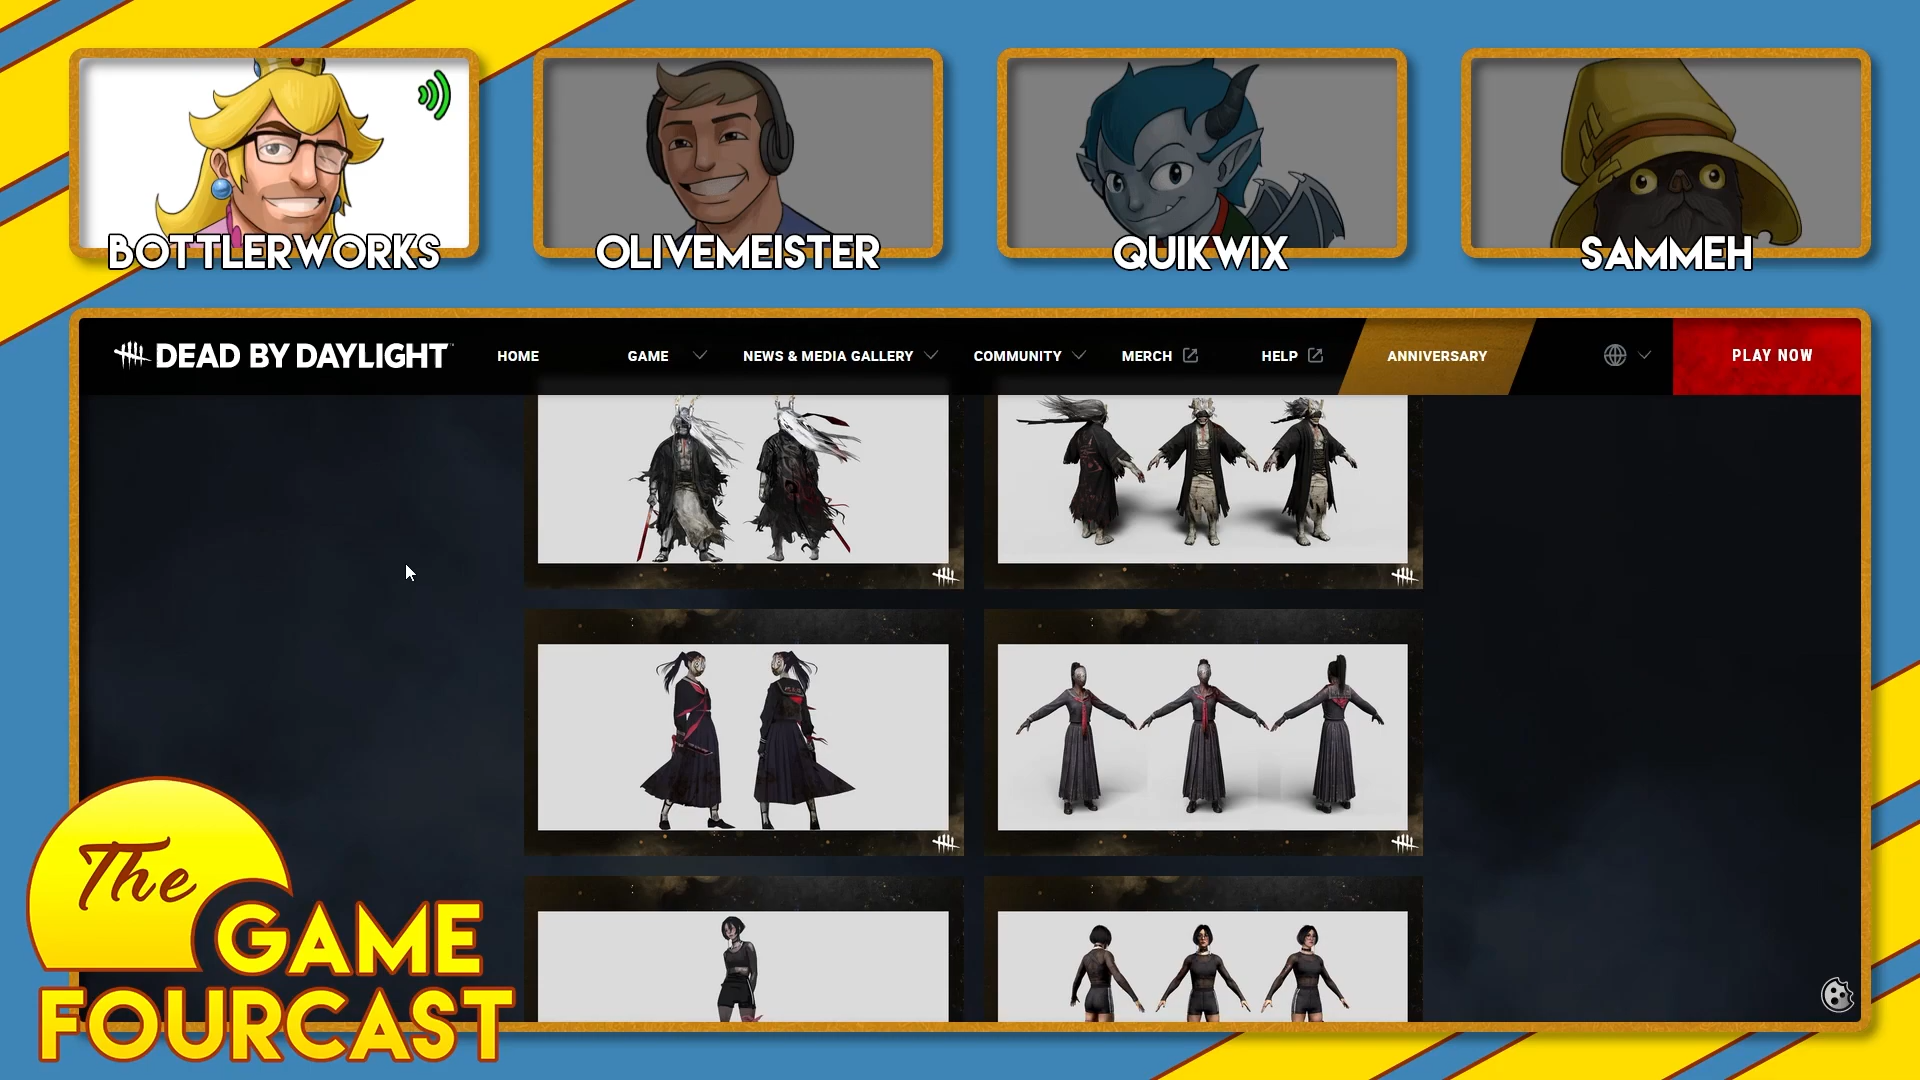 BOTTLERWORKS
OLIVEMEISTER
QUIKWIX
SAMMEH
DEAD BY DAYLIGHT™
HOME
GAME
NEWS & MEDIA GALLERY
COMMUNITY
MERCH
HELP
ANNIVERSARY
PLAY NOW
The
GAME
FOURCAST